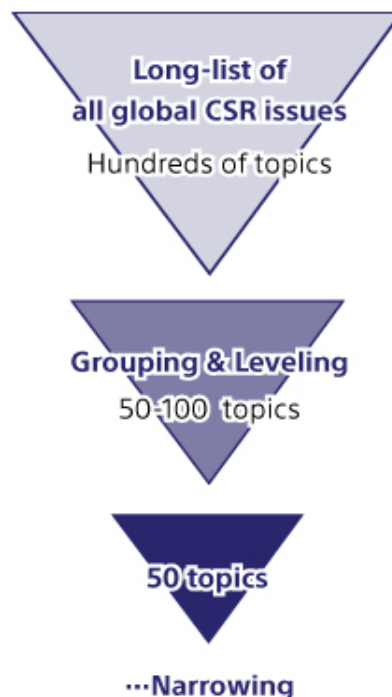 Long-list of
all global CSR issues
Hundreds of topics
Grouping & Leveling
50-100 topics
50 topics
···Narrowing